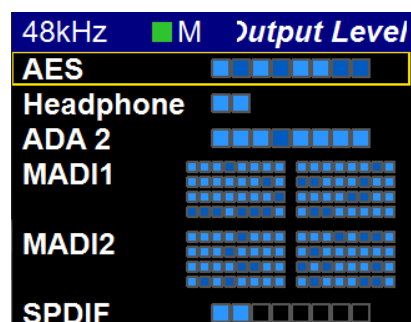 48kHz M Output Level
AES
Headphone
ADA 2
MADI1
MADI2
SPDIF